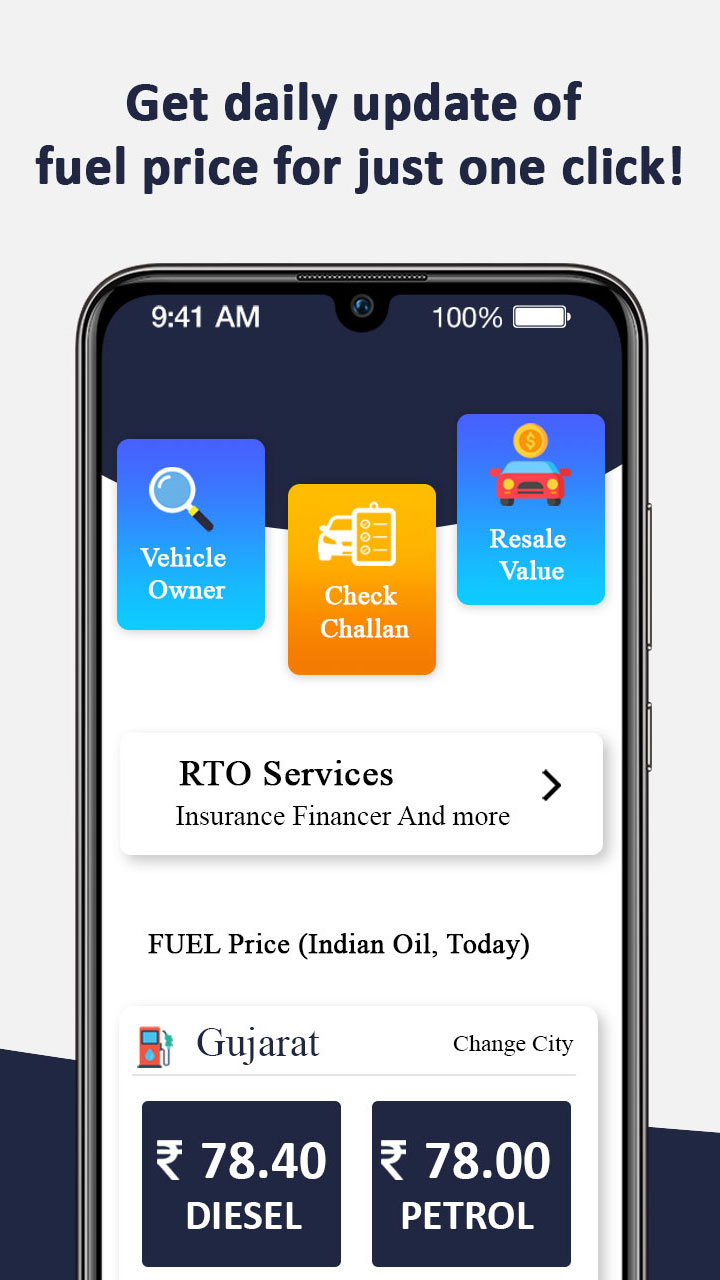 Get daily update of
fuel price for just one click!
9:41 AM
100%
Vehicle
Owner
Check
Challan
Resale
Value
RTO Services
Insurance Financer And more
FUEL Price (Indian Oil, Today)
Gujarat
Change City
₹ 78.40
DIESEL
₹ 78.00
PETROL